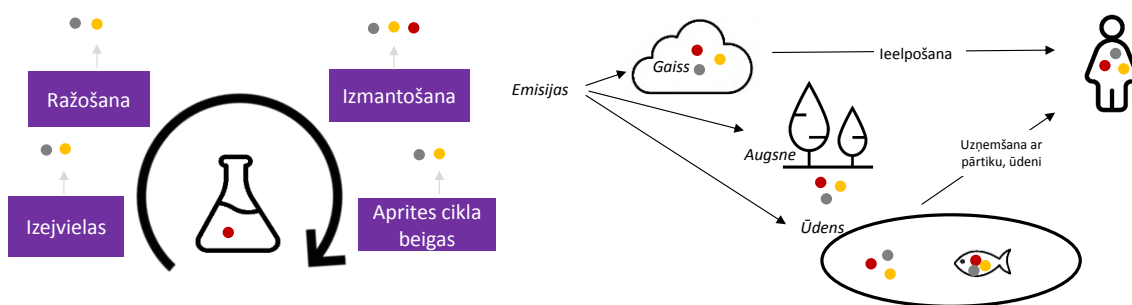 Ražošana
Izmantošana
Izejvielas
Aprites cikla
beigas
Emisijas
Gaiss
Ieelpošana
Augsne
Uzņemšana ar
pārtiku, ūdeni
Ūdens